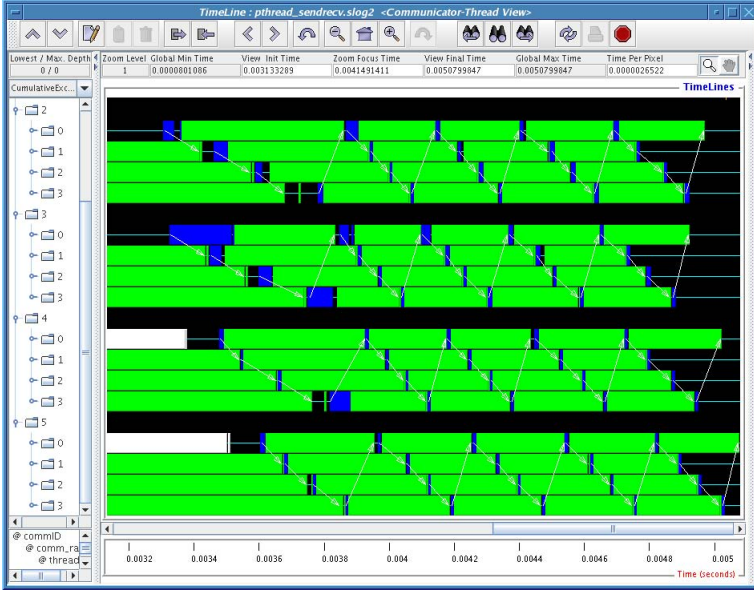 TimeLine : pthread_sendrecv.slog2 <Communicator-Thread View>
Lowest / Max. Depth Zoom Level Global Min Time View Init Time Zoom Focus Time View Final Time Global Max Time Time Per Pixel
0 / 0 1 0.0000801086 0.003133289 0.0041491411 0.0050799847 0.0050799847 0.0000026522
CumulativeExc... TimeLines
2
0
1
2
3
3
0
1
2
3
4
0
1
2
3
5
0
1
2
3
@ commID
@ comm_ra
@ thread
0.0032 0.0034 0.0036 0.0038 0.004 0.0042 0.0044 0.0046 0.0048 0.005
Time (seconds)